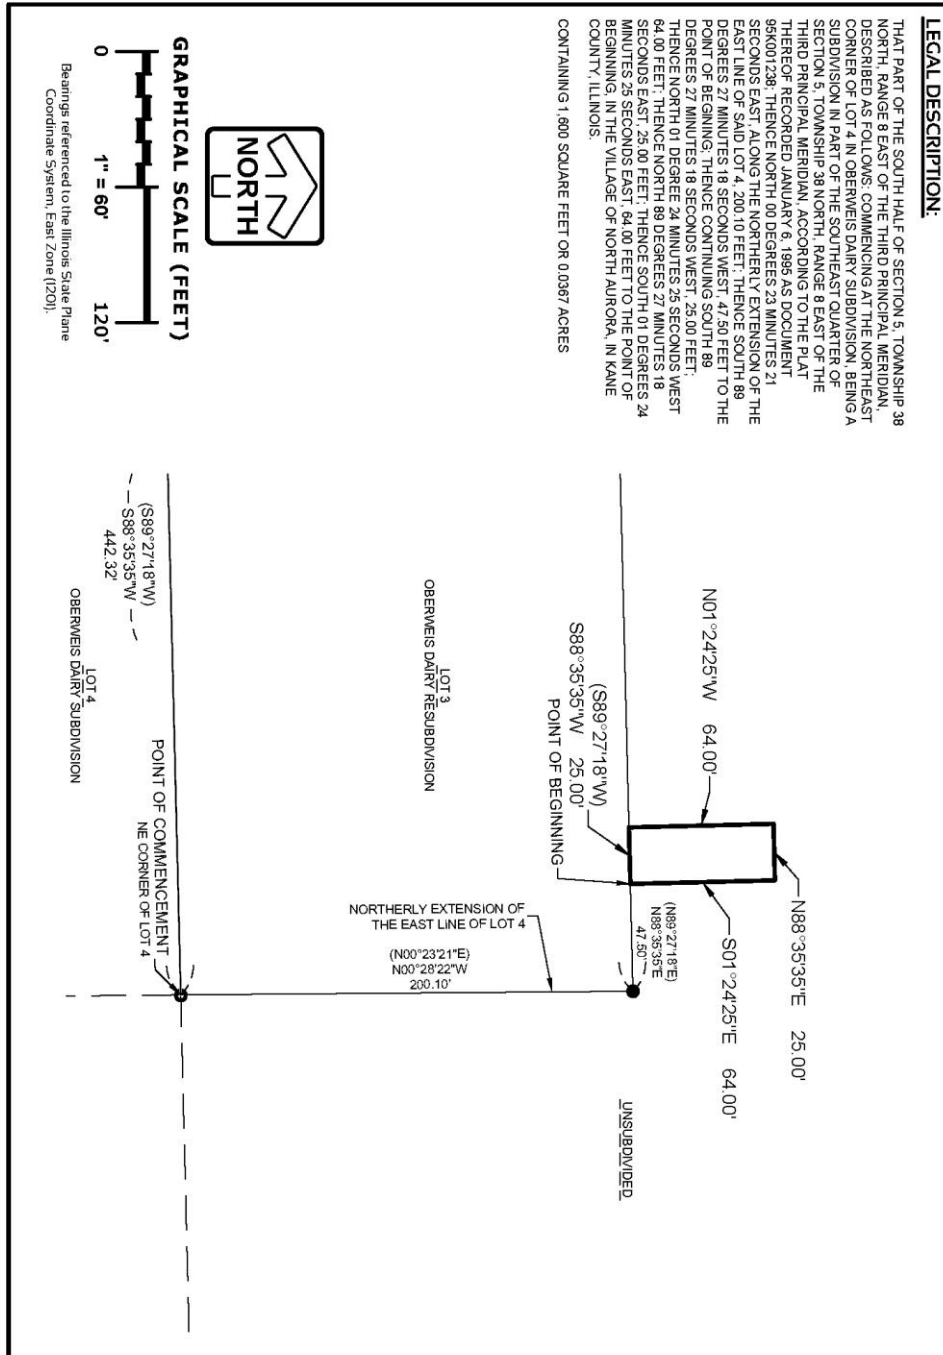 LEGAL DESCRIPTION:
THAT PART OF THE SOUTH HALF OF SECTION 5, TOWNSHIP 38
NORTH, RANGE 8 EAST OF THE THIRD PRINCIPAL MERIDIAN,
DESCRIBED AS FOLLOWS: COMMENCING AT THE NORTHEAST
CORNER OF LOT 4 IN OBERWEIS DAIRY SUBDIVISION, BEING A
SUBDIVISION IN PART OF THE SOUTHEAST QUARTER OF
SECTION 5, TOWNSHIP 38 NORTH, RANGE 8 EAST OF THE
THIRD PRINCIPAL MERIDIAN, ACCORDING TO THE PLAT
THEREOF RECORDED JANUARY 6, 1995 AS DOCUMENT
95K001238; THENCE NORTH 00 DEGREES 23 MINUTES 21
SECONDS EAST, ALONG THE NORTHERLY EXTENSION OF THE
EAST LINE OF SAID LOT 4, 200.10 FEET; THENCE SOUTH 89
DEGREES 27 MINUTES 18 SECONDS WEST, 47.50 FEET TO THE
POINT OF BEGINING; THENCE CONTINUING SOUTH 89
DEGREES 27 MINUTES 18 SECONDS WEST, 25.00 FEET;
THENCE NORTH 01 DEGREE 24 MINUTES 25 SECONDS WEST
64.00 FEET; THENCE NORTH 89 DEGREES 27 MINUTES 18
SECONDS EAST, 25.00 FEET; THENCE SOUTH 01 DEGREES 24
MINUTES 25 SECONDS EAST, 64.00 FEET TO THE POINT OF
BEGINNING, IN THE VILLAGE OF NORTH AURORA, IN KANE
COUNTY, ILLINOIS.
CONTAINING 1,600 SQUARE FEET OR 0.0367 ACRES
NORTH
GRAPHICAL SCALE (FEET)
0 1" = 60' 120'
Bearings referenced to the Illinois State Plane
Coordinate System, East Zone (1201).
N88°35'35"E 25.00'
N01°24'25"W 64.00'
S01°24'25"E 64.00'
(N89°27'18"E)
N88°35'35"E
47.50'
(S89°27'18"W)
S88°35'35"W 25.00'
POINT OF BEGINNING
UNSUBDIVIDED
LOT 3
OBERWEIS DAIRY RESUBDIVISION
NORTHERLY EXTENSION OF
THE EAST LINE OF LOT 4
(N00°23'21"E)
N00°28'22"W
200.10'
POINT OF COMMENCEMENT
NE CORNER OF LOT 4
(S89°27'18"W)
S88°35'35"W
442.32'
LOT 4
OBERWEIS DAIRY SUBDIVISION